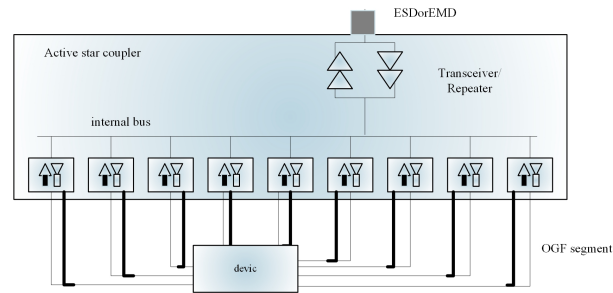 ESDorEMD
Active star coupler
Transceiver/
Repeater
internal bus
OGF segment
devic